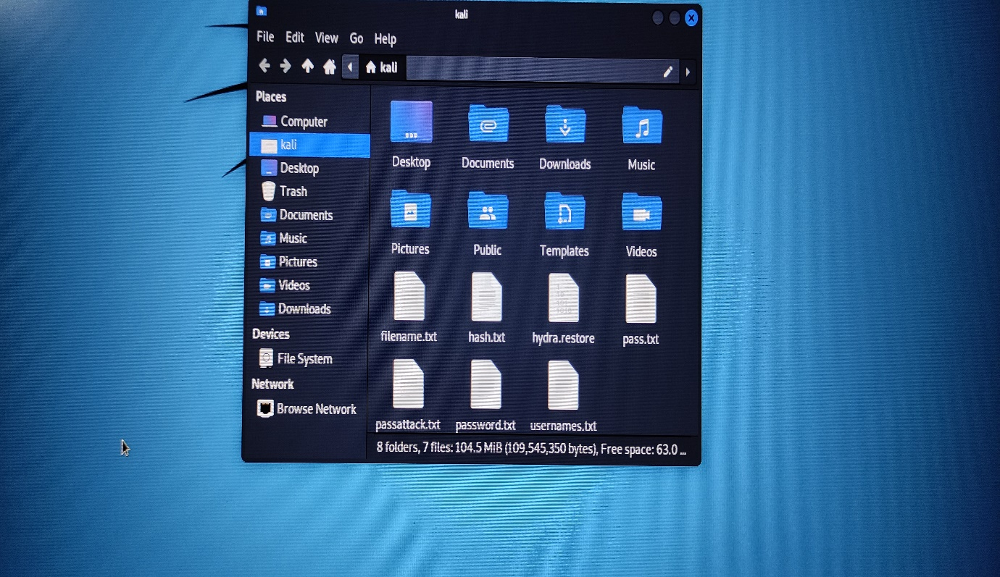 kali
File Edit View Go Help
kali
Places
Computer
kali
Desktop
Trash
Documents
Music
Pictures
Videos
Downloads
Devices
File System
Network
Browse Network
Desktop Documents Downloads Music
Pictures Public Templates Videos
filename.txt hash.txt hydra.restore pass.txt
passattack.txt password.txt usernames.txt
8 folders, 7 files: 104.5 MiB (109,545,350 bytes), Free space: 63.0 ...